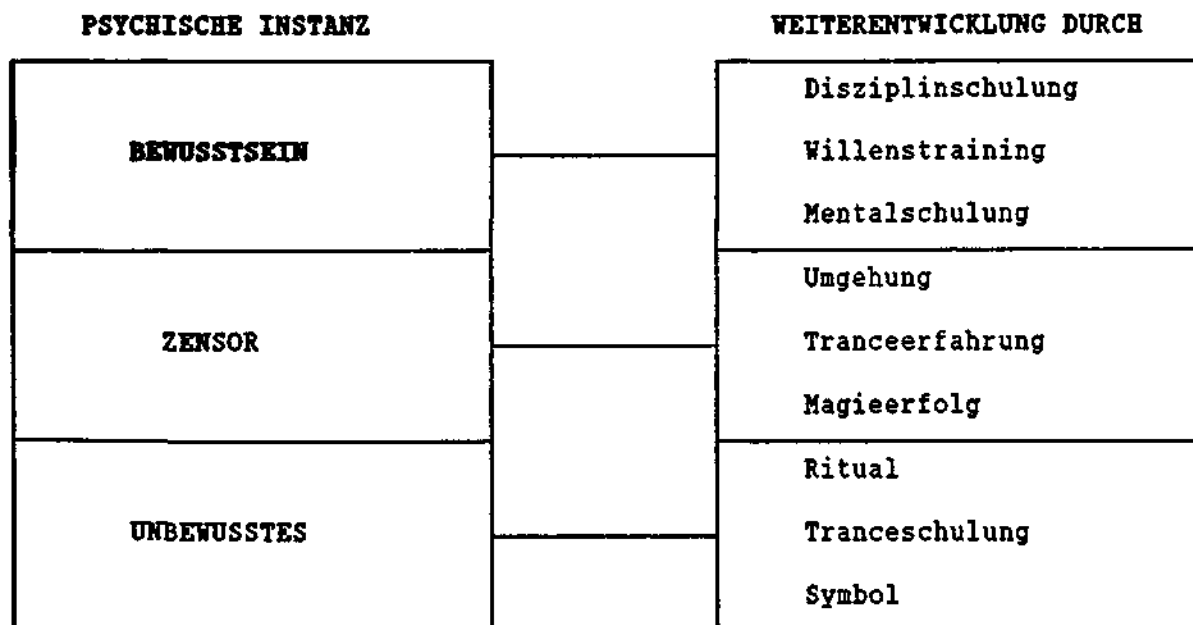 PSYCHISCHE INSTANZ
WEITERENTWICKLUNG DURCH
BEWUSSTSEIN
Disziplinschulung
Willenstraining
Mentalschulung
ZENSOR
Umgehung
Tranceerfahrung
Magieerfolg
UNBEWUSSTES
Ritual
Tranceschulung
Symbol